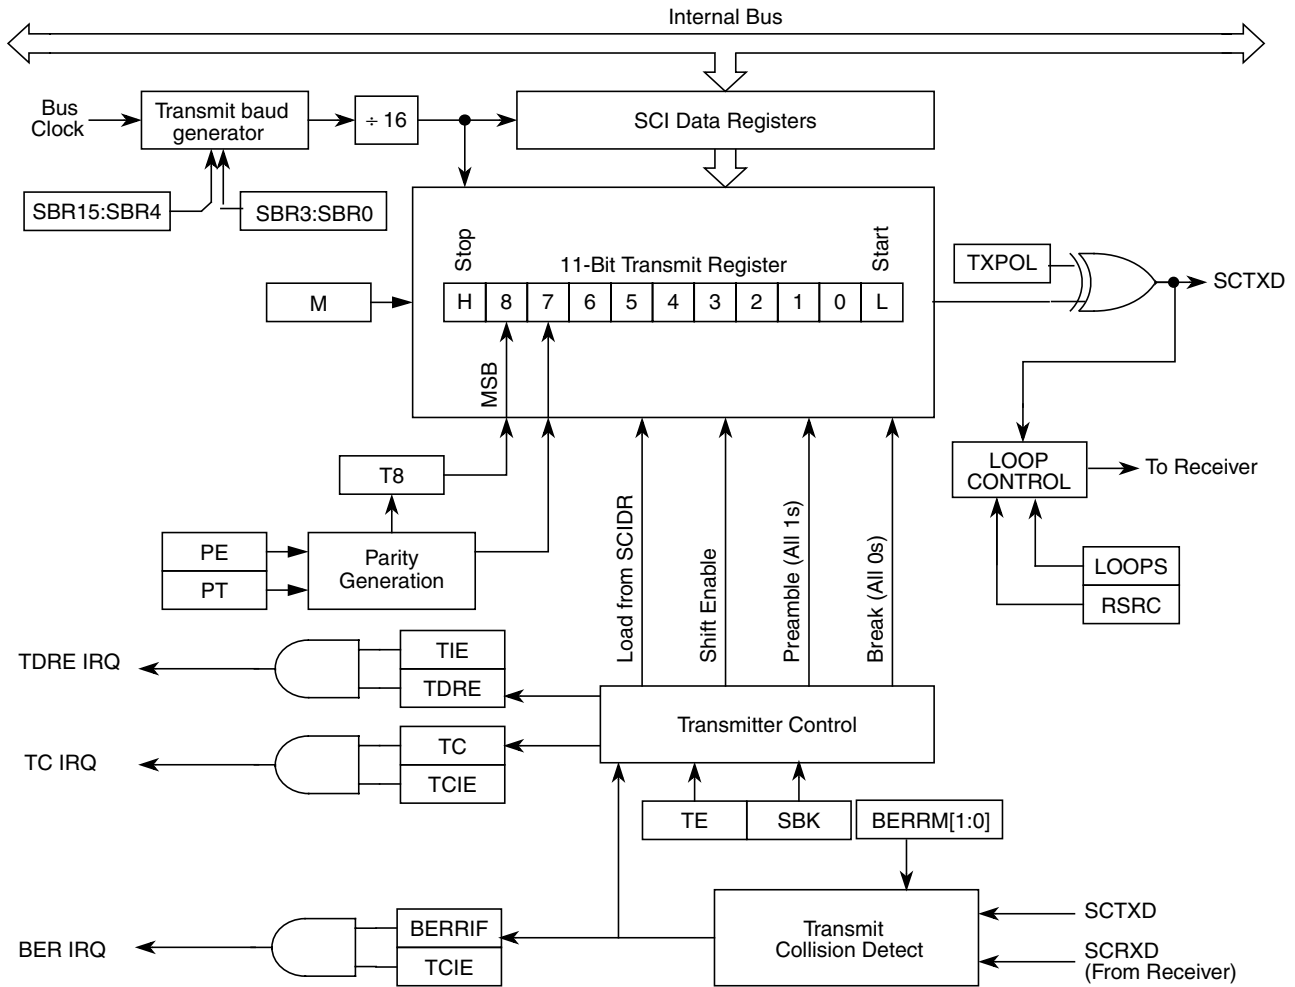 Internal Bus
Bus
Clock
Transmit baud
generator
÷ 16
SCI Data Registers
SBR15:SBR4
SBR3:SBR0
Stop
11-Bit Transmit Register
Start
H 8 7 6 5 4 3 2 1 0 L
M
MSB
TXPOL
SCTXD
LOOP
CONTROL
To Receiver
LOOPS
RSRC
T8
PE
PT
Parity
Generation
Load from SCIDR
Shift Enable
Preamble (All 1s)
Break (All 0s)
TDRE IRQ
TIE
TDRE
TC IRQ
TC
TCIE
Transmitter Control
TE
SBK
BERRM[1:0]
BER IRQ
BERRIF
TCIE
Transmit
Collision Detect
SCTXD
SCRXD
(From Receiver)